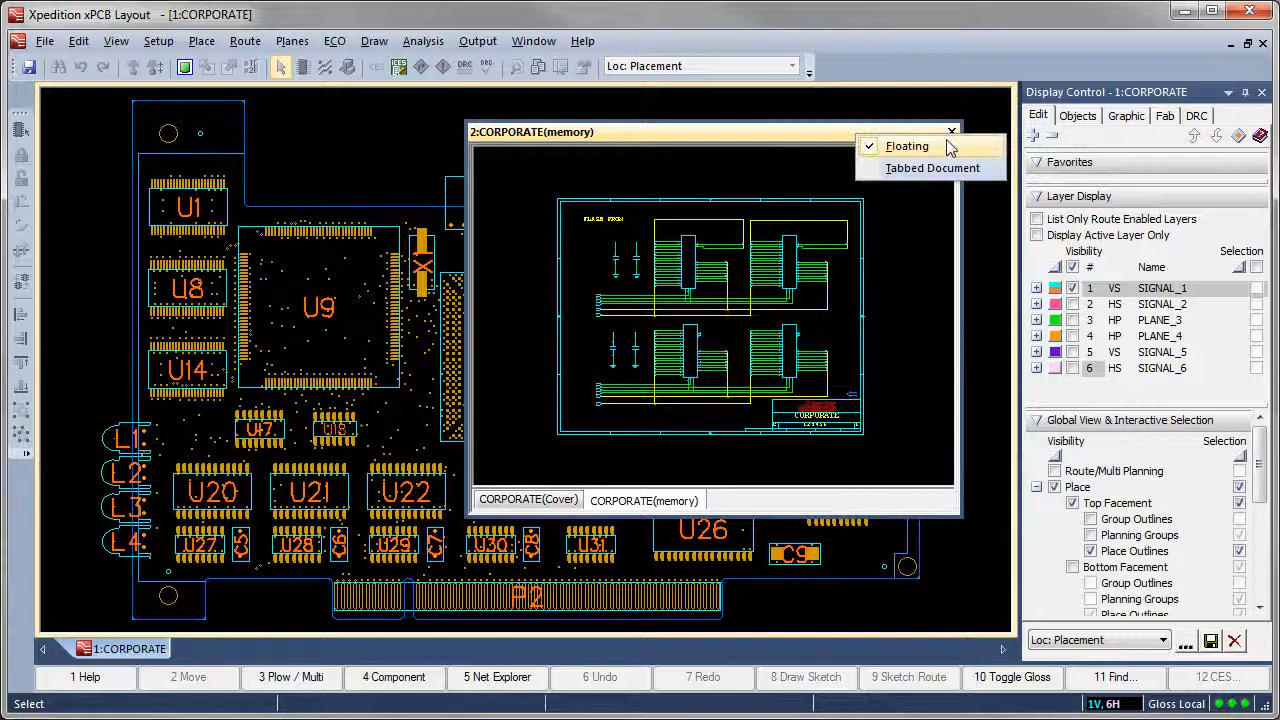 Xpedition xPCB Layout - [1:CORPORATE]
File Edit View Setup Place Route Planes ECO Draw Analysis Output Window Help
Loc: Placement
2:CORPORATE(memory)
Floating
Tabbed Document
FLASH PROM
CORPORATE
CORPORATE(Cover) CORPORATE(memory)
U1
U8
U9
X1
U14
U17 U18
L1
L2
L3
L4
U20 U21 U22
U26
U27 C5 U28 C6 U29 C7 U30 C8 U31
C9
P2
1:CORPORATE
Display Control - 1:CORPORATE
Edit Objects Graphic Fab DRC
Favorites
Layer Display
List Only Route Enabled Layers
Display Active Layer Only
Visibility Selection
# Name
1 VS SIGNAL_1
2 HS SIGNAL_2
3 HP PLANE_3
4 HP PLANE_4
5 VS SIGNAL_5
6 HS SIGNAL_6
Global View & Interactive Selection
Visibility Selection
Route/Multi Planning
Place
Top Facement
Group Outlines
Planning Groups
Place Outlines
Bottom Facement
Group Outlines
Planning Groups
Place Outlines
Loc: Placement
1 Help 2 Move 3 Plow / Multi 4 Component 5 Net Explorer 6 Undo 7 Redo 8 Draw Sketch 9 Sketch Route 10 Toggle Gloss 11 Find... 12 CES...
Select
1V, 6H Gloss Local